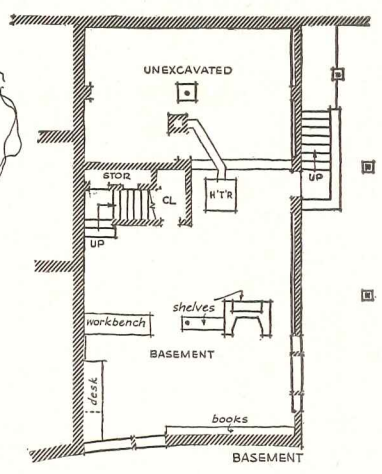 UNEXCAVATED
STOR
CL
H'T'R
UP
UP
shelves
workbench
BASEMENT
desk
books
BASEMENT